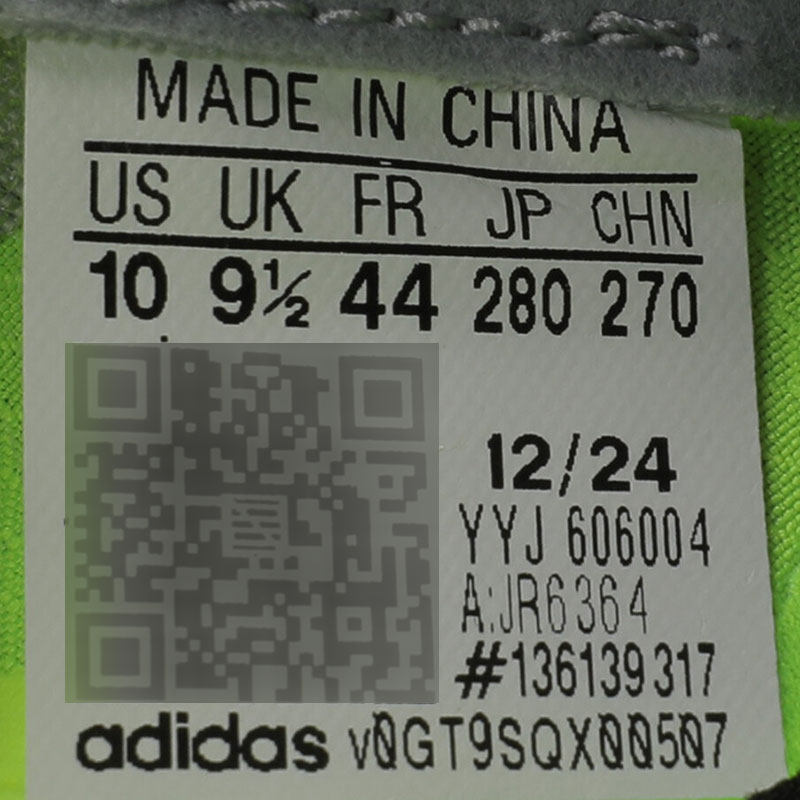 MADE IN CHINA
US UK FR JP CHN
10 9½ 44 280 270
12/24
YYJ 606004
A:JR6364
#136139317
adidas v0GT9SQX00507